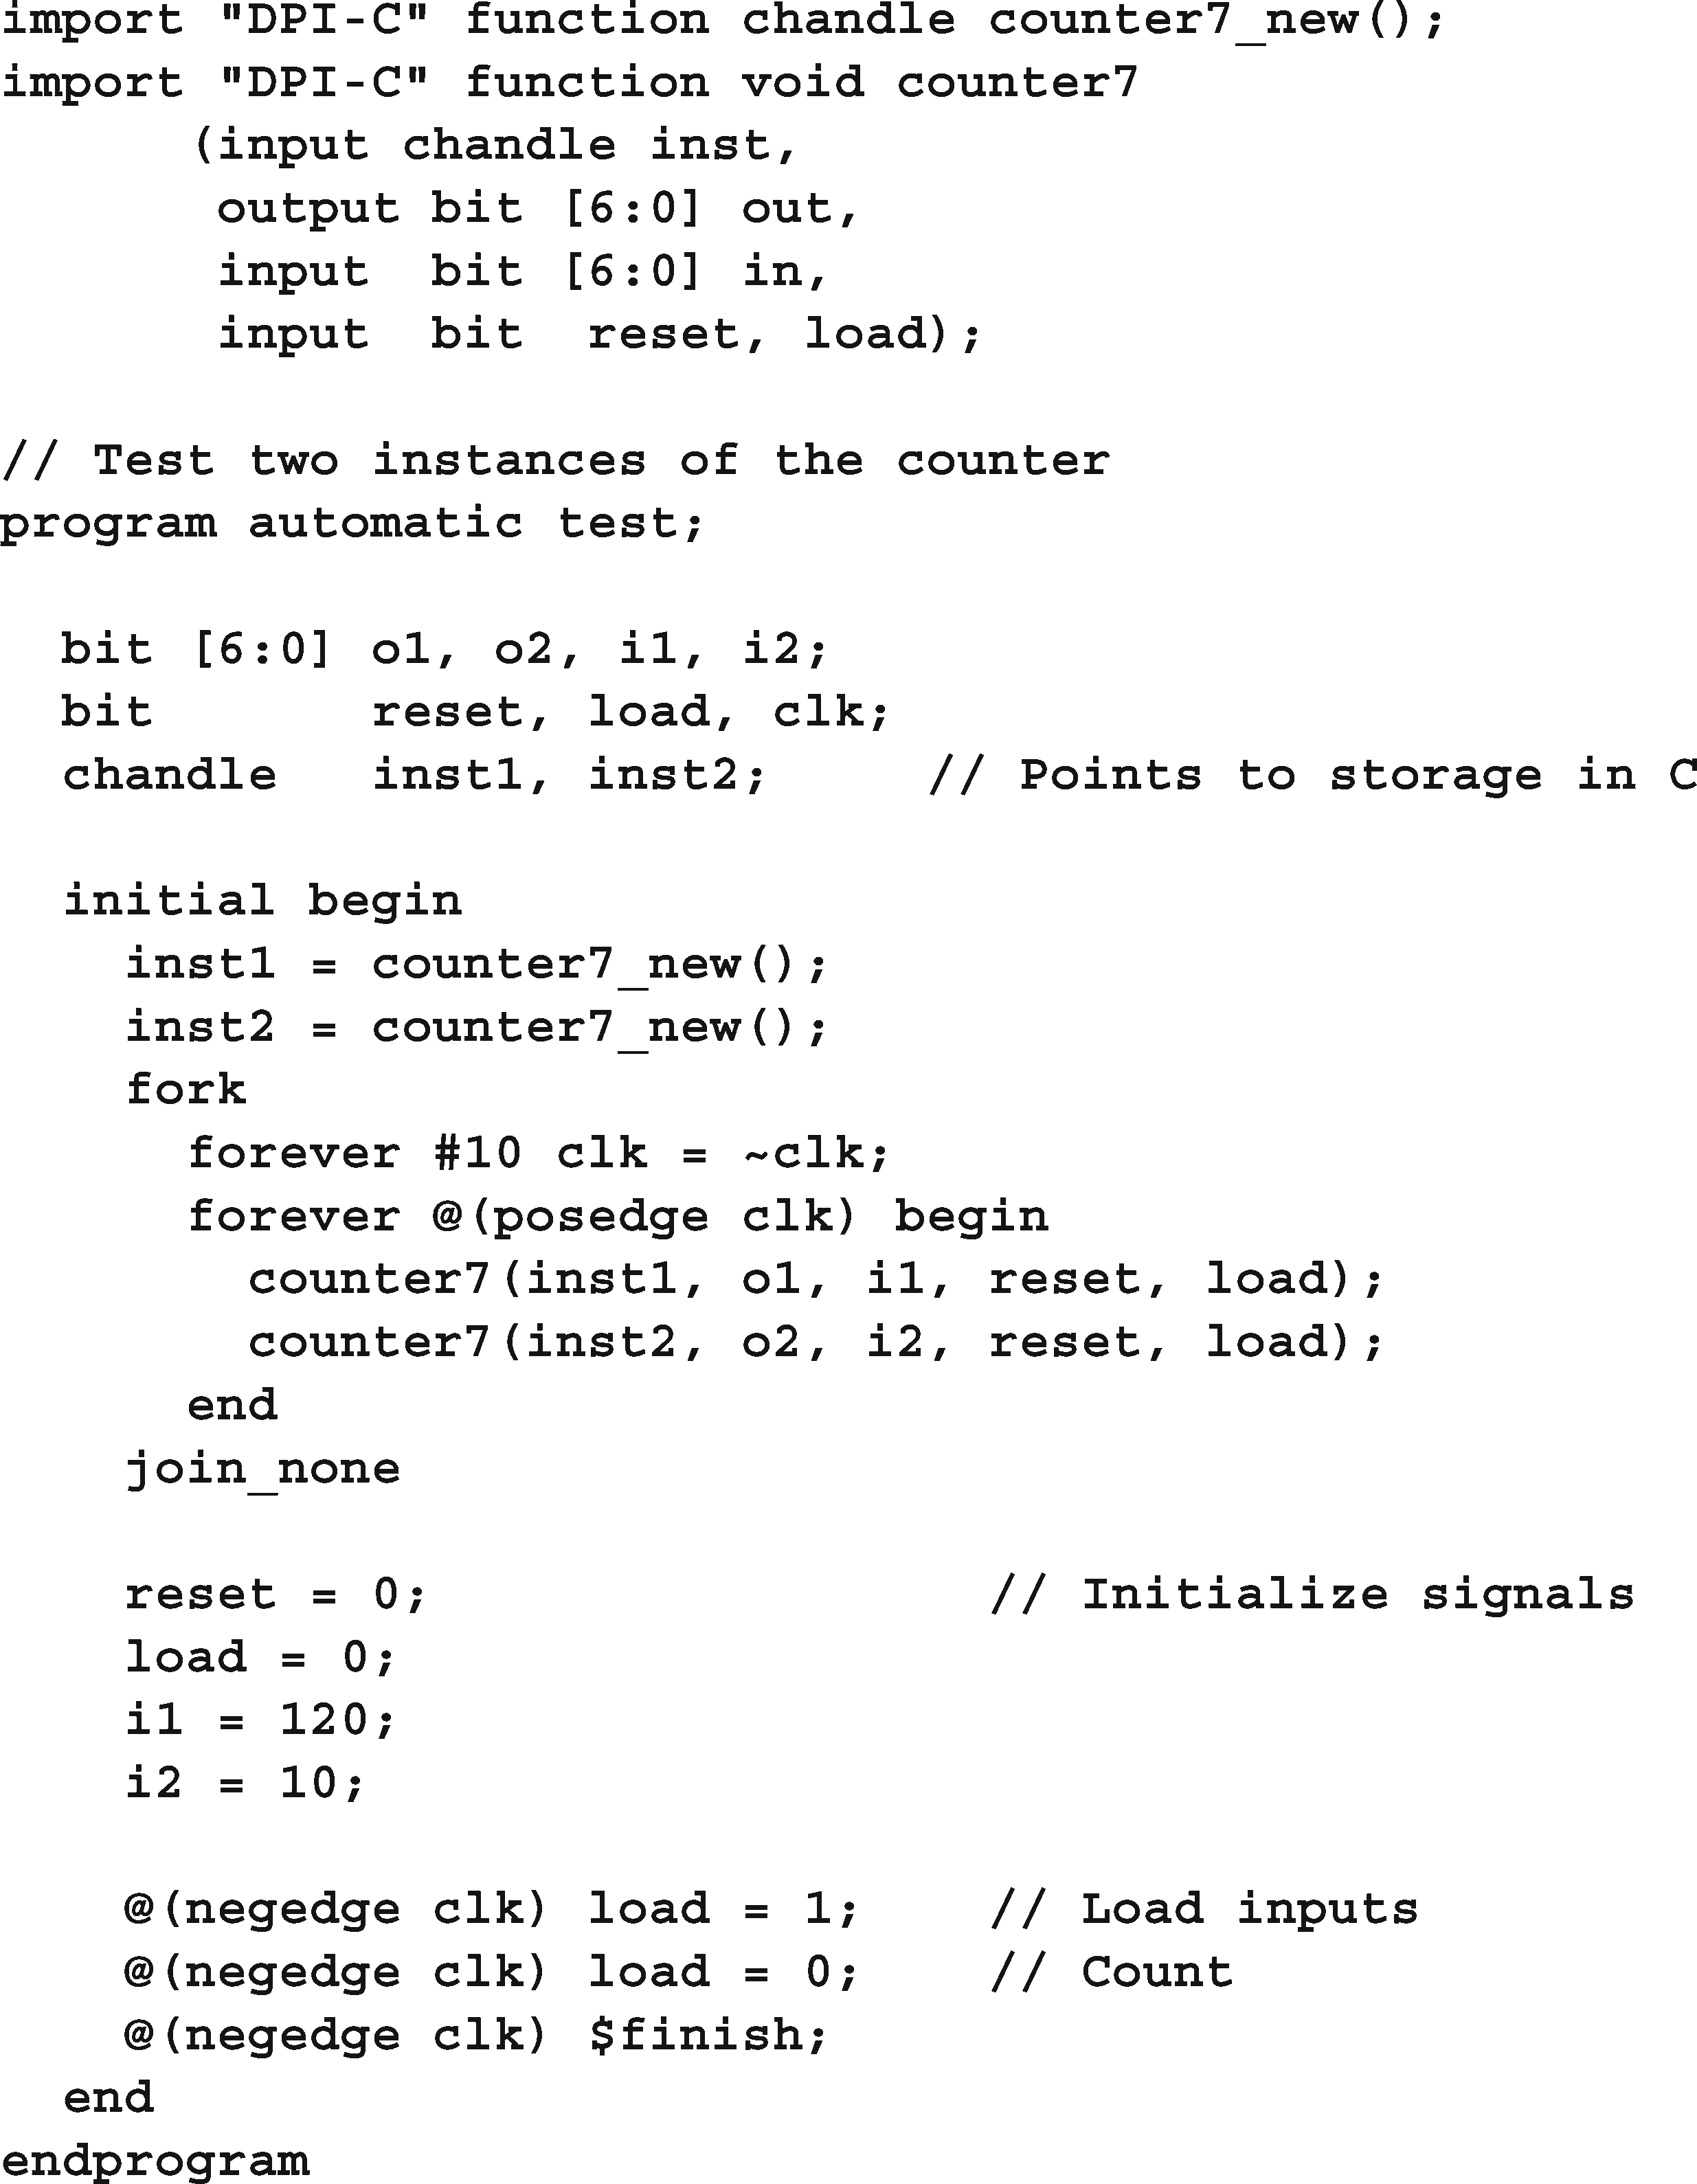 import "DPI-C" function chandle counter7_new();
import "DPI-C" function void counter7
      (input chandle inst,
       output bit [6:0] out,
       input  bit [6:0] in,
       input  bit  reset, load);

// Test two instances of the counter
program automatic test;

  bit [6:0] o1, o2, i1, i2;
  bit       reset, load, clk;
  chandle   inst1, inst2;     // Points to storage in C

  initial begin
    inst1 = counter7_new();
    inst2 = counter7_new();
    fork
      forever #10 clk = ~clk;
      forever @(posedge clk) begin
        counter7(inst1, o1, i1, reset, load);
        counter7(inst2, o2, i2, reset, load);
      end
    join_none

    reset = 0;                  // Initialize signals
    load = 0;
    i1 = 120;
    i2 = 10;

    @(negedge clk) load = 1;    // Load inputs
    @(negedge clk) load = 0;    // Count
    @(negedge clk) $finish;
  end
endprogram